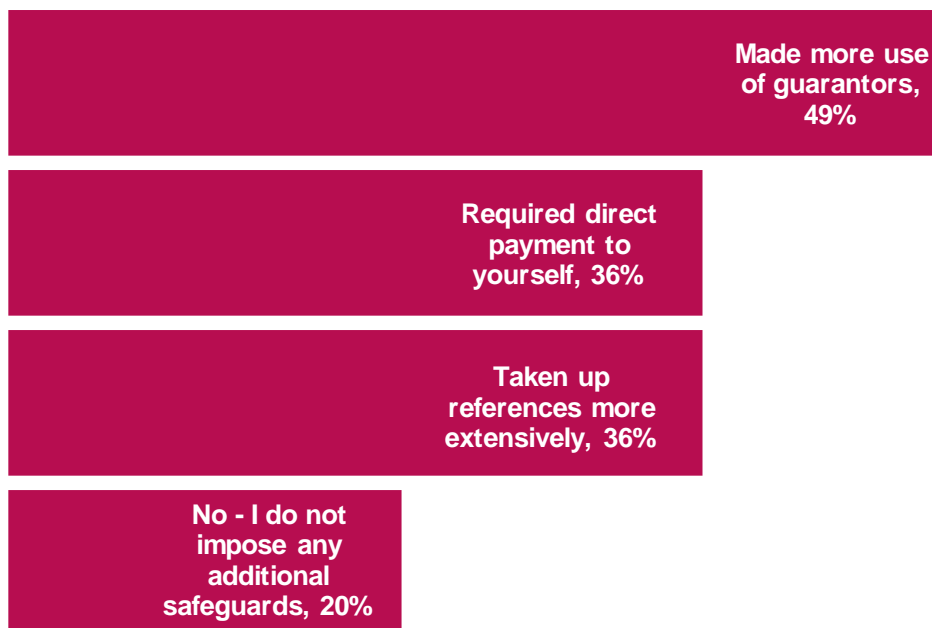 Made more use
of guarantors,
49%
Required direct
payment to
yourself, 36%
Taken up
references more
extensively, 36%
No - I do not
impose any
additional
safeguards, 20%